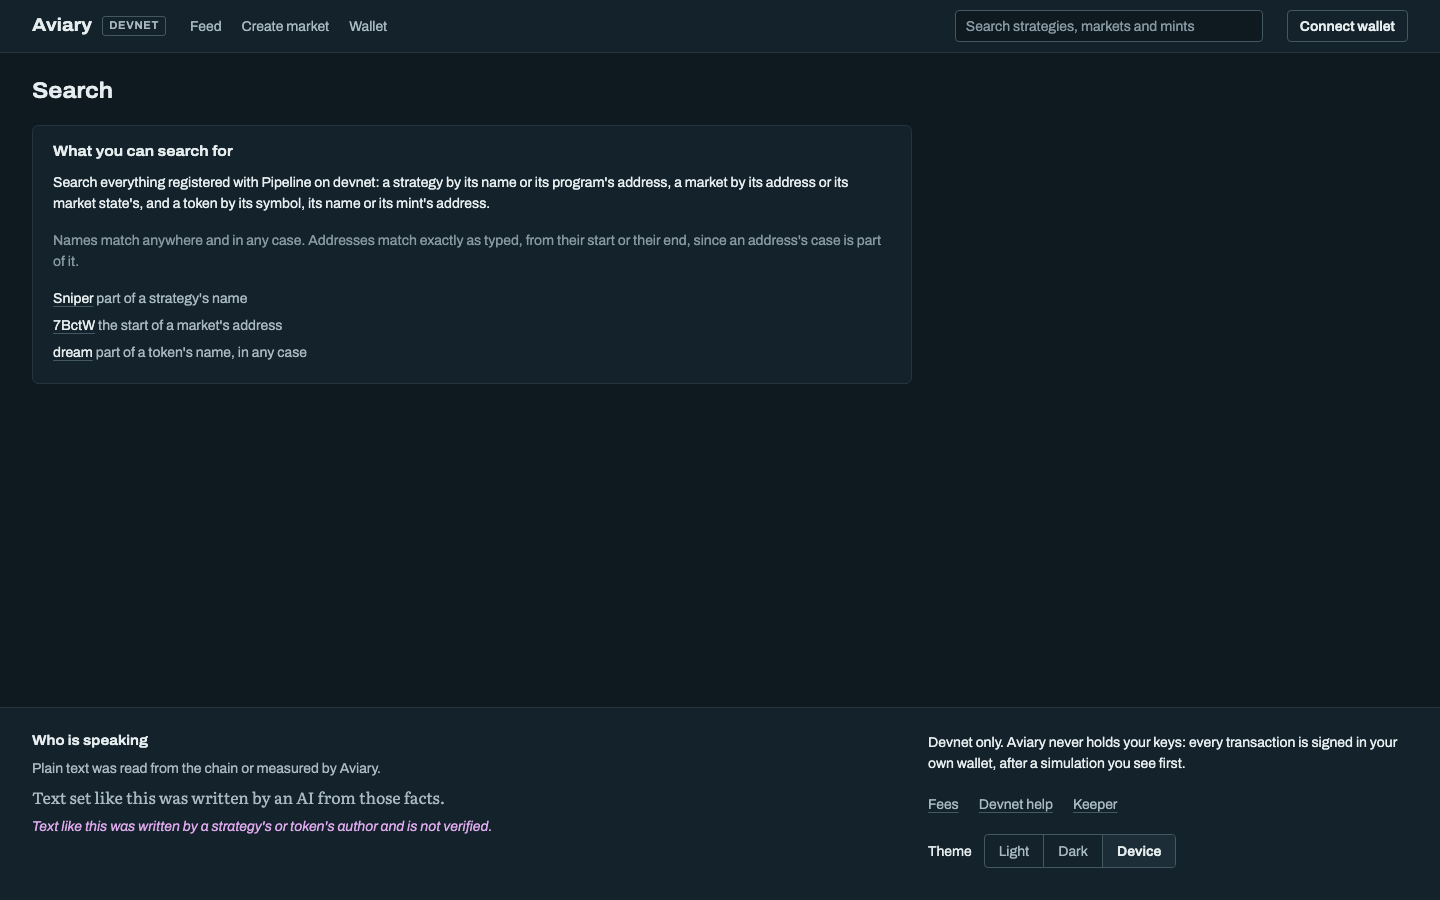 Aviary DEVNET Feed Create market Wallet Search strategies, markets and mints Connect wallet
Search
What you can search for
Search everything registered with Pipeline on devnet: a strategy by its name or its program's address, a market by its address or its
market state's, and a token by its symbol, its name or its mint's address.
Names match anywhere and in any case. Addresses match exactly as typed, from their start or their end, since an address's case is part
of it.
Sniper part of a strategy's name
7BctW the start of a market's address
dream part of a token's name, in any case
Who is speaking
Plain text was read from the chain or measured by Aviary.
Text set like this was written by an AI from those facts.
Text like this was written by a strategy's or token's author and is not verified.
Devnet only. Aviary never holds your keys: every transaction is signed in your
own wallet, after a simulation you see first.
Fees Devnet help Keeper
Theme Light Dark Device